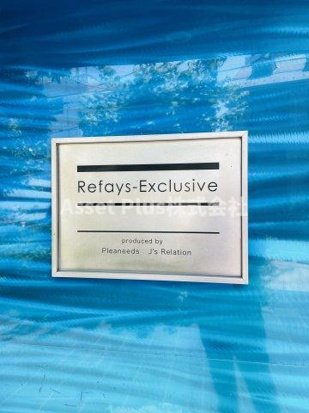 Refays-Exclusive
Asset Plus株式会社
produced by
Pleaneeds . J's Relation